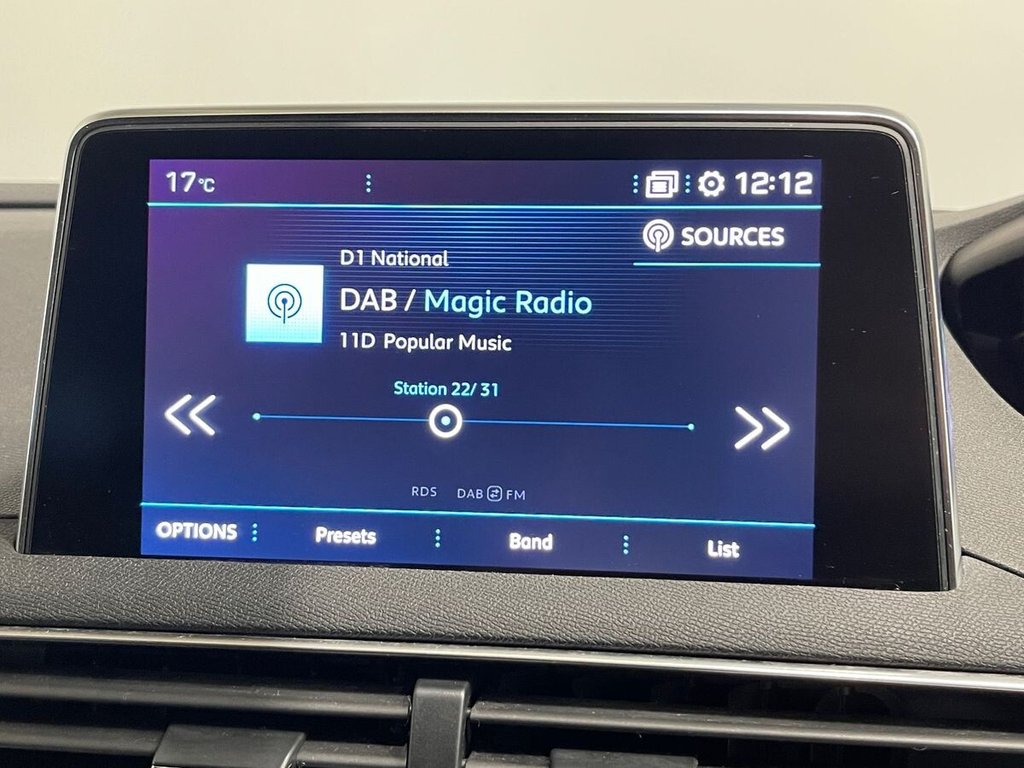 17°C
12:12
SOURCES
D1 National
DAB / Magic Radio
11D Popular Music
Station 22/ 31
RDS DAB FM
OPTIONS Presets Band List